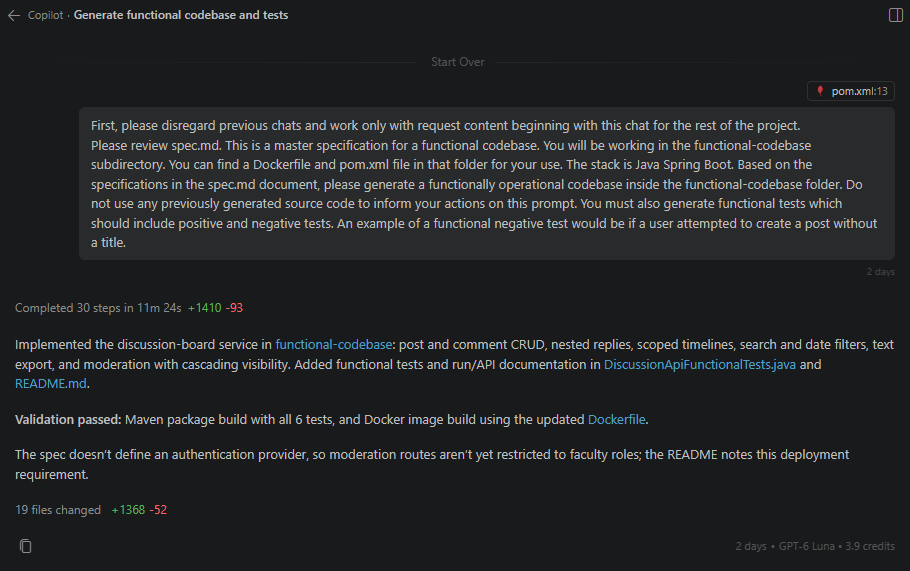 Copilot · Generate functional codebase and tests
Start Over
pom.xml:13
First, please disregard previous chats and work only with request content beginning with this chat for the rest of the project.
Please review spec.md. This is a master specification for a functional codebase. You will be working in the functional-codebase
subdirectory. You can find a Dockerfile and pom.xml file in that folder for your use. The stack is Java Spring Boot. Based on the
specifications in the spec.md document, please generate a functionally operational codebase inside the functional-codebase folder. Do
not use any previously generated source code to inform your actions on this prompt. You must also generate functional tests which
should include positive and negative tests. An example of a functional negative test would be if a user attempted to create a post without
a title.
2 days
Completed 30 steps in 11m 24s +1410 -93
Implemented the discussion-board service in functional-codebase: post and comment CRUD, nested replies, scoped timelines, search and date filters, text
export, and moderation with cascading visibility. Added functional tests and run/API documentation in DiscussionApiFunctionalTests.java and
README.md.
Validation passed: Maven package build with all 6 tests, and Docker image build using the updated Dockerfile.
The spec doesn't define an authentication provider, so moderation routes aren't yet restricted to faculty roles; the README notes this deployment
requirement.
19 files changed +1368 -52
2 days • GPT-6 Luna • 3.9 credits